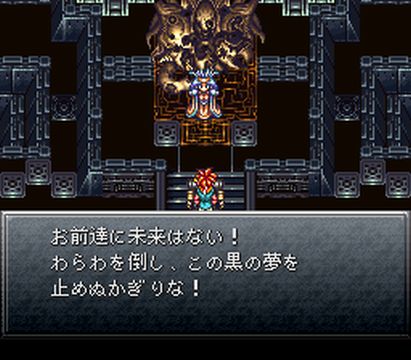 お前達に未来はない！
わらわを倒し、この黒の夢を
止めぬかぎりな！